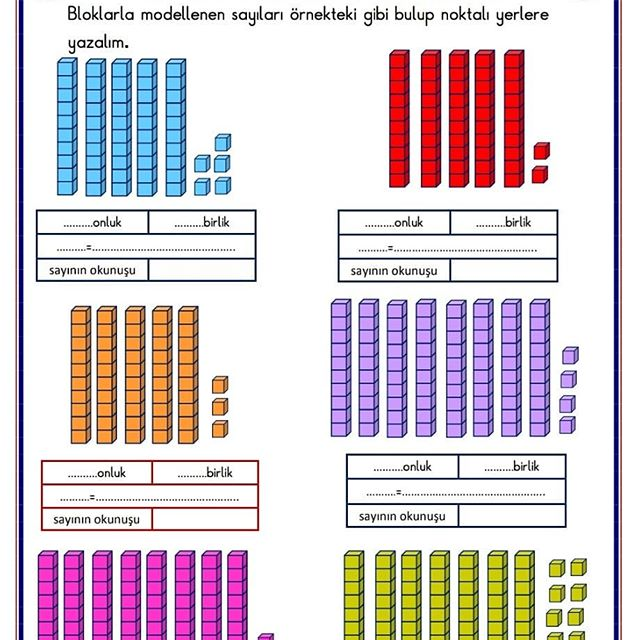 Bloklarla modellenen sayıları örnekteki gibi bulup noktalı yerlere
yazalım.
..........onluk ..........birlik
..........=.............................................
sayının okunuşu
..........onluk ..........birlik
..........=.............................................
sayının okunuşu
..........onluk ..........birlik
..........=.............................................
sayının okunuşu
..........onluk ..........birlik
..........=.............................................
sayının okunuşu